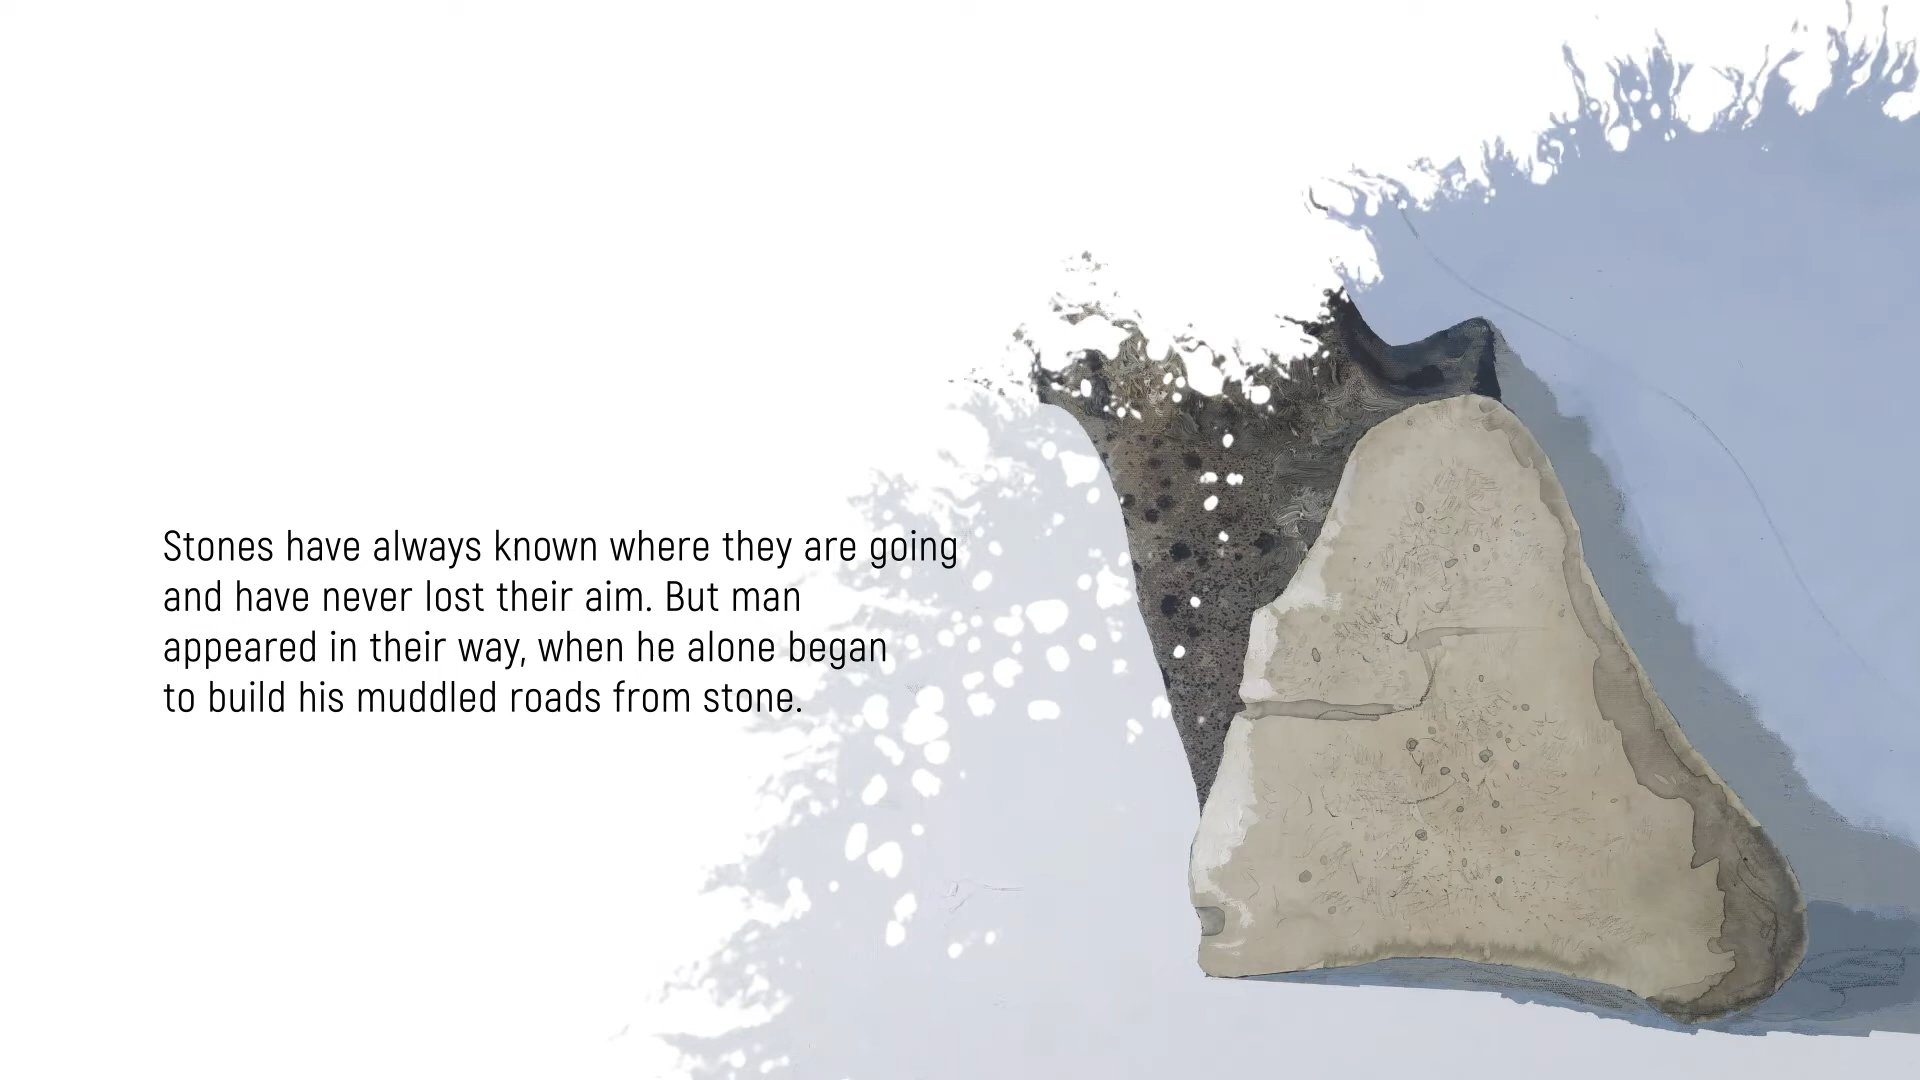 Stones have always known where they are going
and have never lost their aim. But man
appeared in their way, when he alone began
to build his muddled roads from stone.